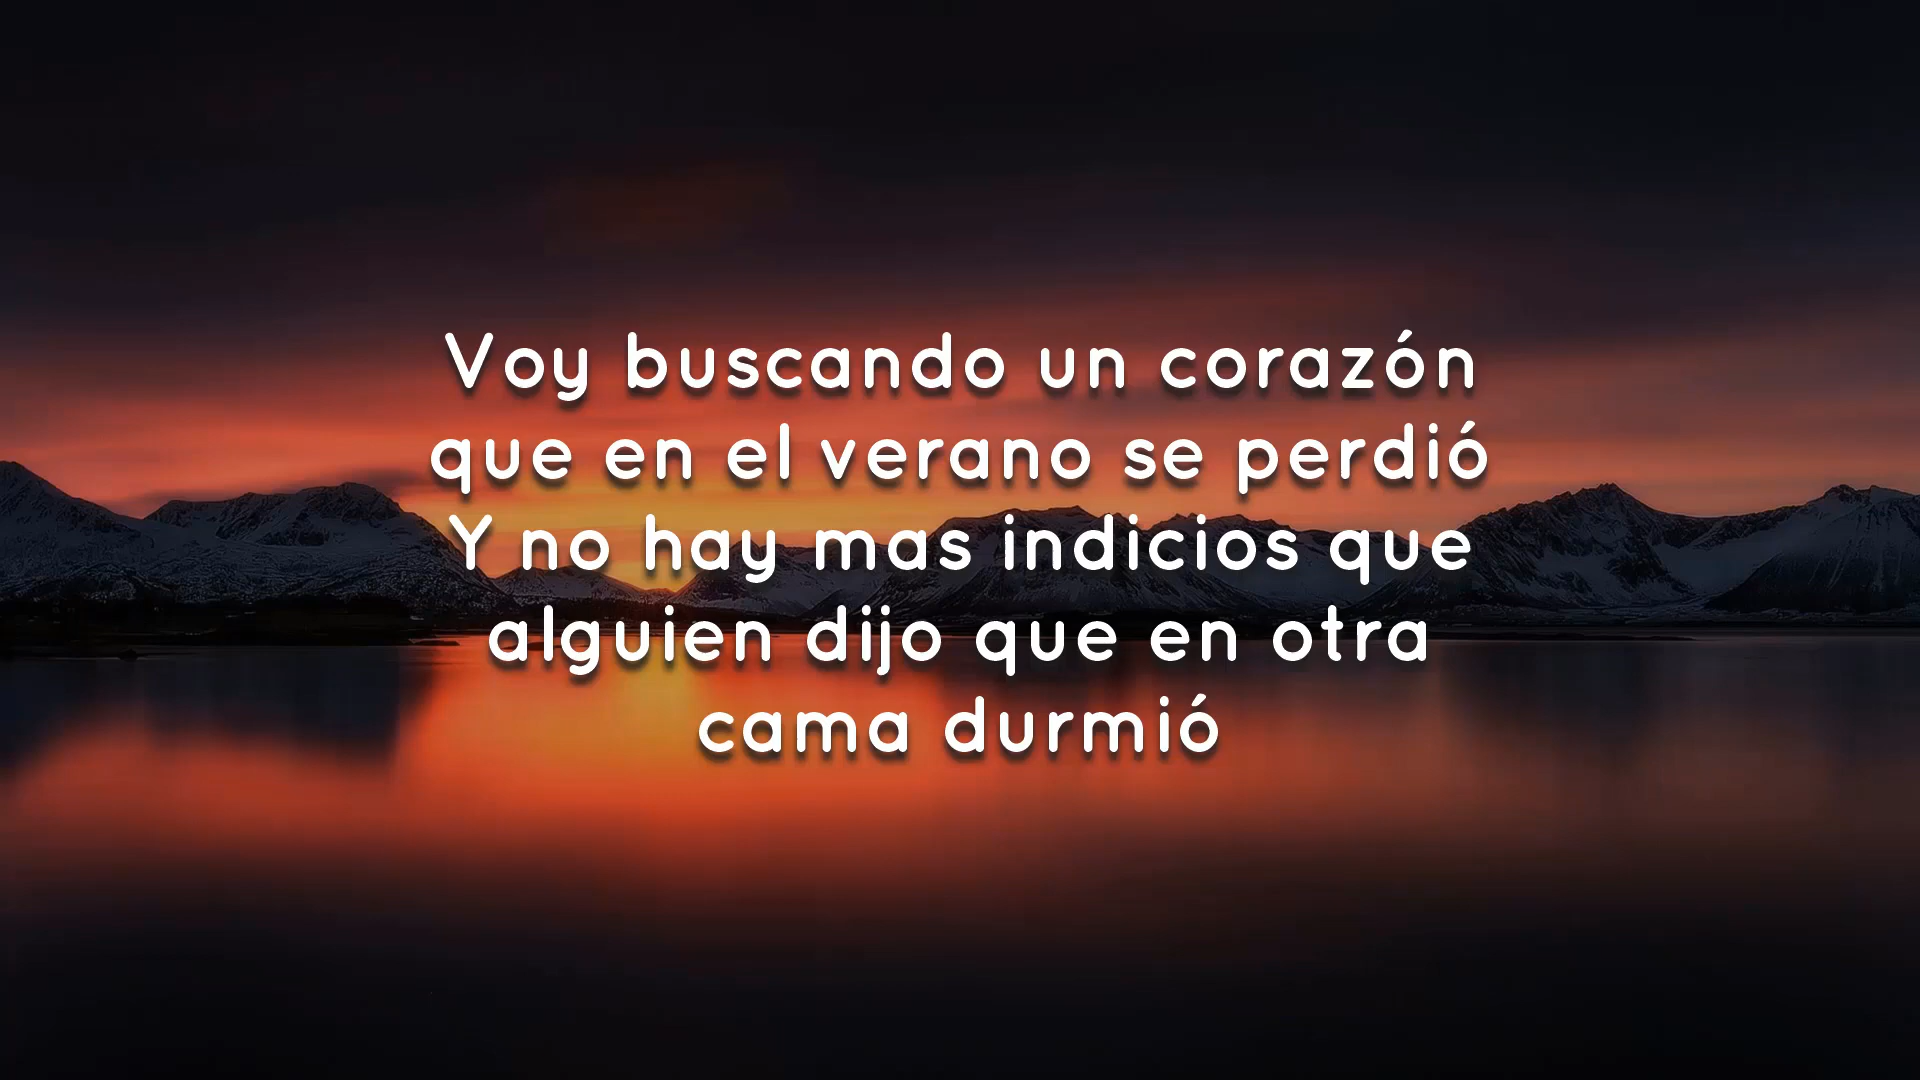 Voy buscando un corazón
que en el verano se perdió
Y no hay mas indicios que
alguien dijo que en otra
cama durmió